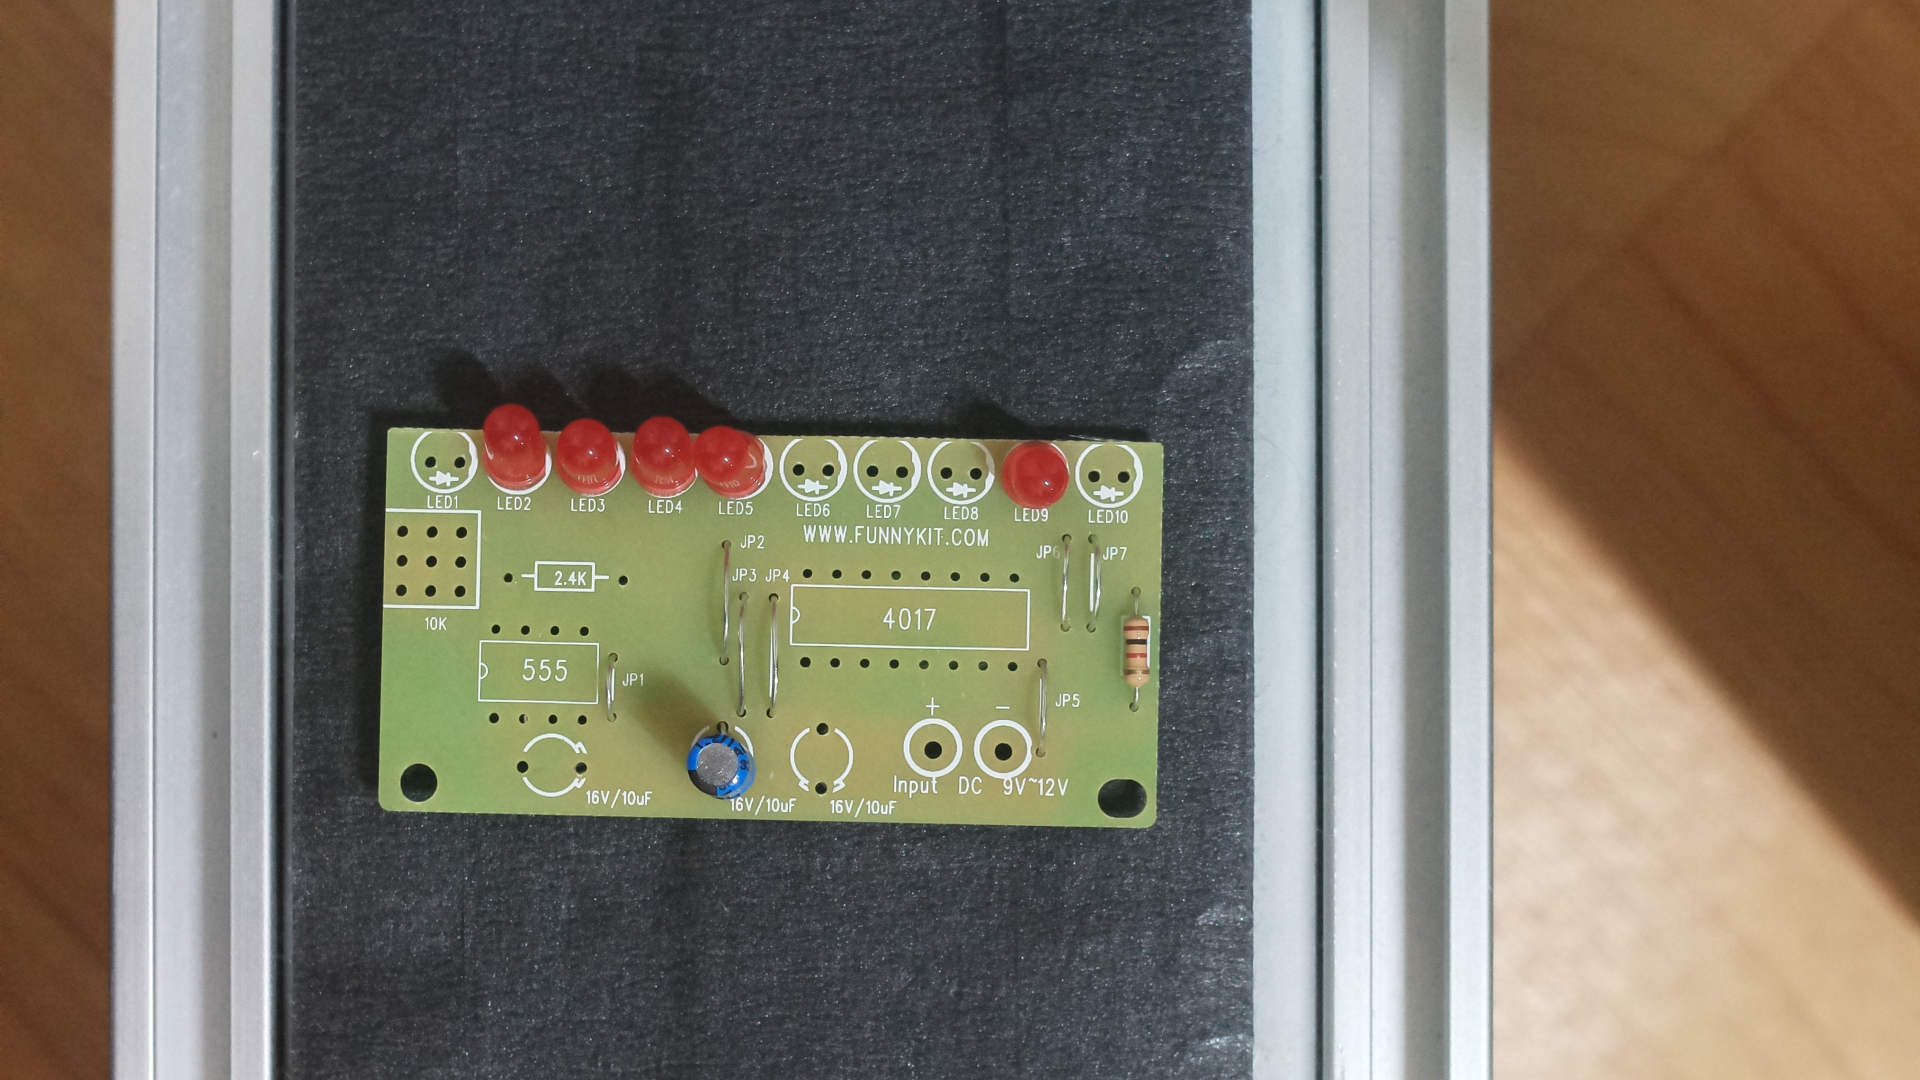 LED1 LED2 LED3 LED4 LED5 LED6 LED7 LED8 LED9 LED10
WWW.FUNNYKIT.COM
JP2
JP6 JP7
JP3 JP4
2.4K
10K
4017
555
JP1
JP5
+ −
Input DC 9V~12V
16V/10uF
16V/10uF
16V/10uF